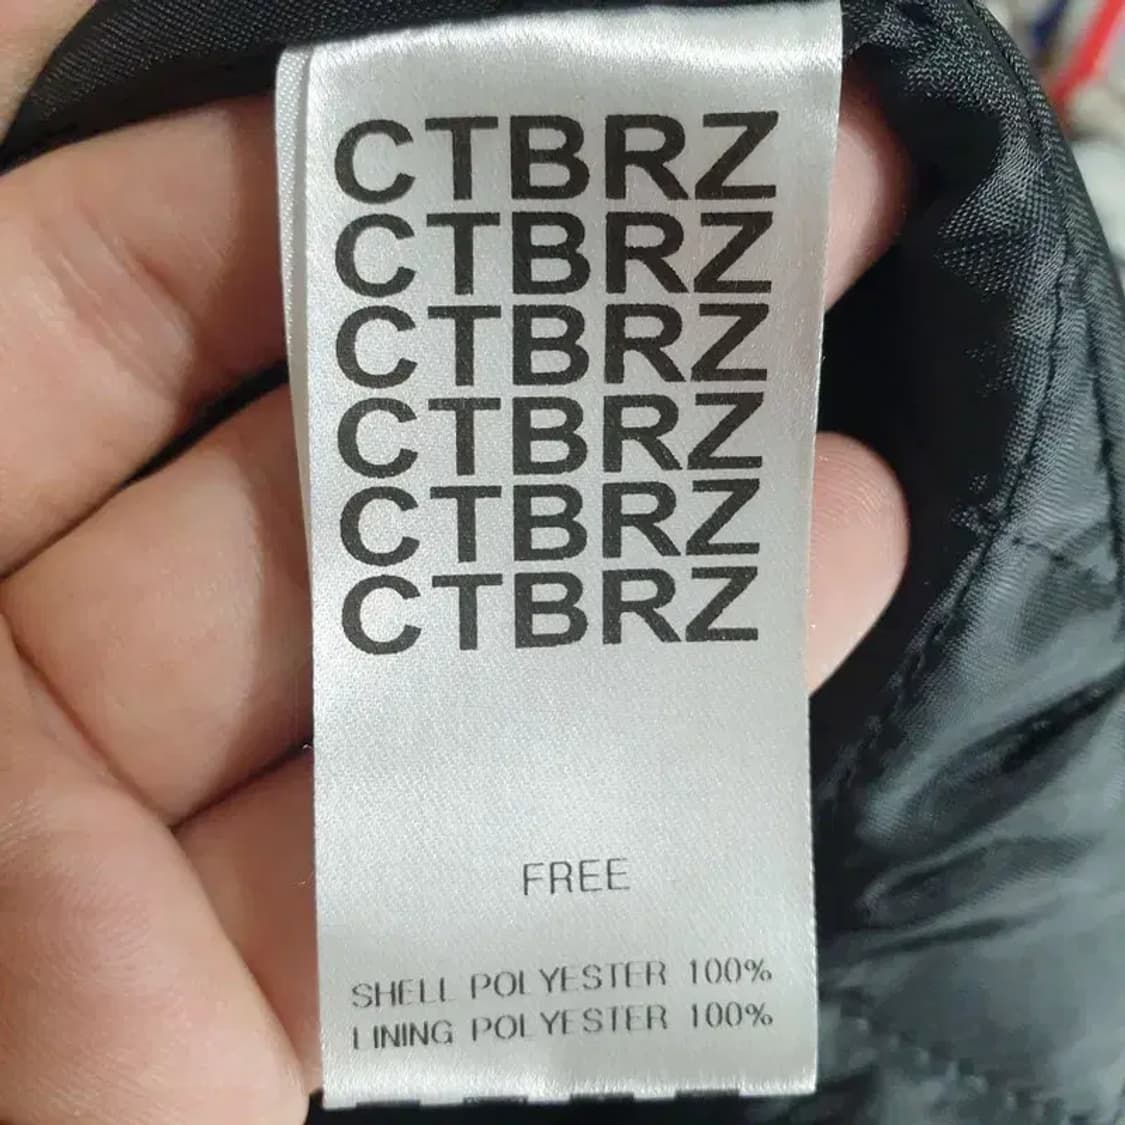 CTBRZ
CTBRZ
CTBRZ
CTBRZ
CTBRZ
CTBRZ
FREE
SHELL POLYESTER 100%
LINING POLYESTER 100%